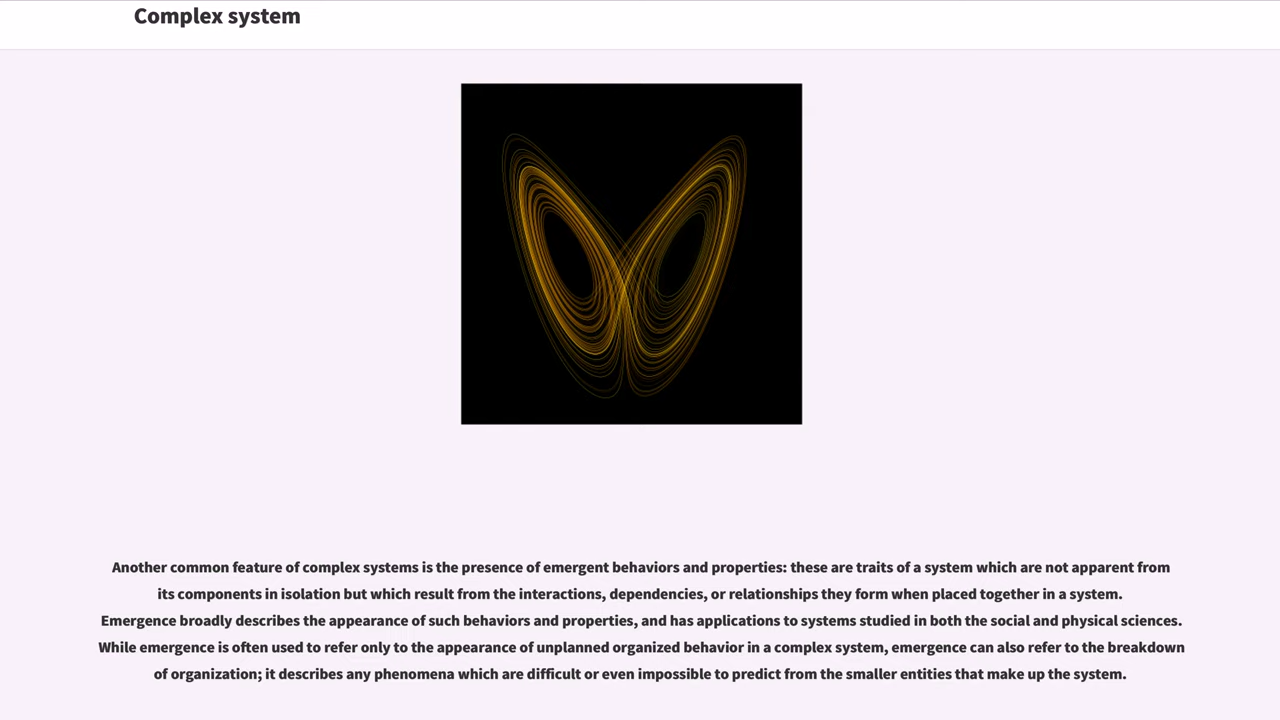 Complex system
Another common feature of complex systems is the presence of emergent behaviors and properties: these are traits of a system which are not apparent from
its components in isolation but which result from the interactions, dependencies, or relationships they form when placed together in a system.
Emergence broadly describes the appearance of such behaviors and properties, and has applications to systems studied in both the social and physical sciences.
While emergence is often used to refer only to the appearance of unplanned organized behavior in a complex system, emergence can also refer to the breakdown
of organization; it describes any phenomena which are difficult or even impossible to predict from the smaller entities that make up the system.